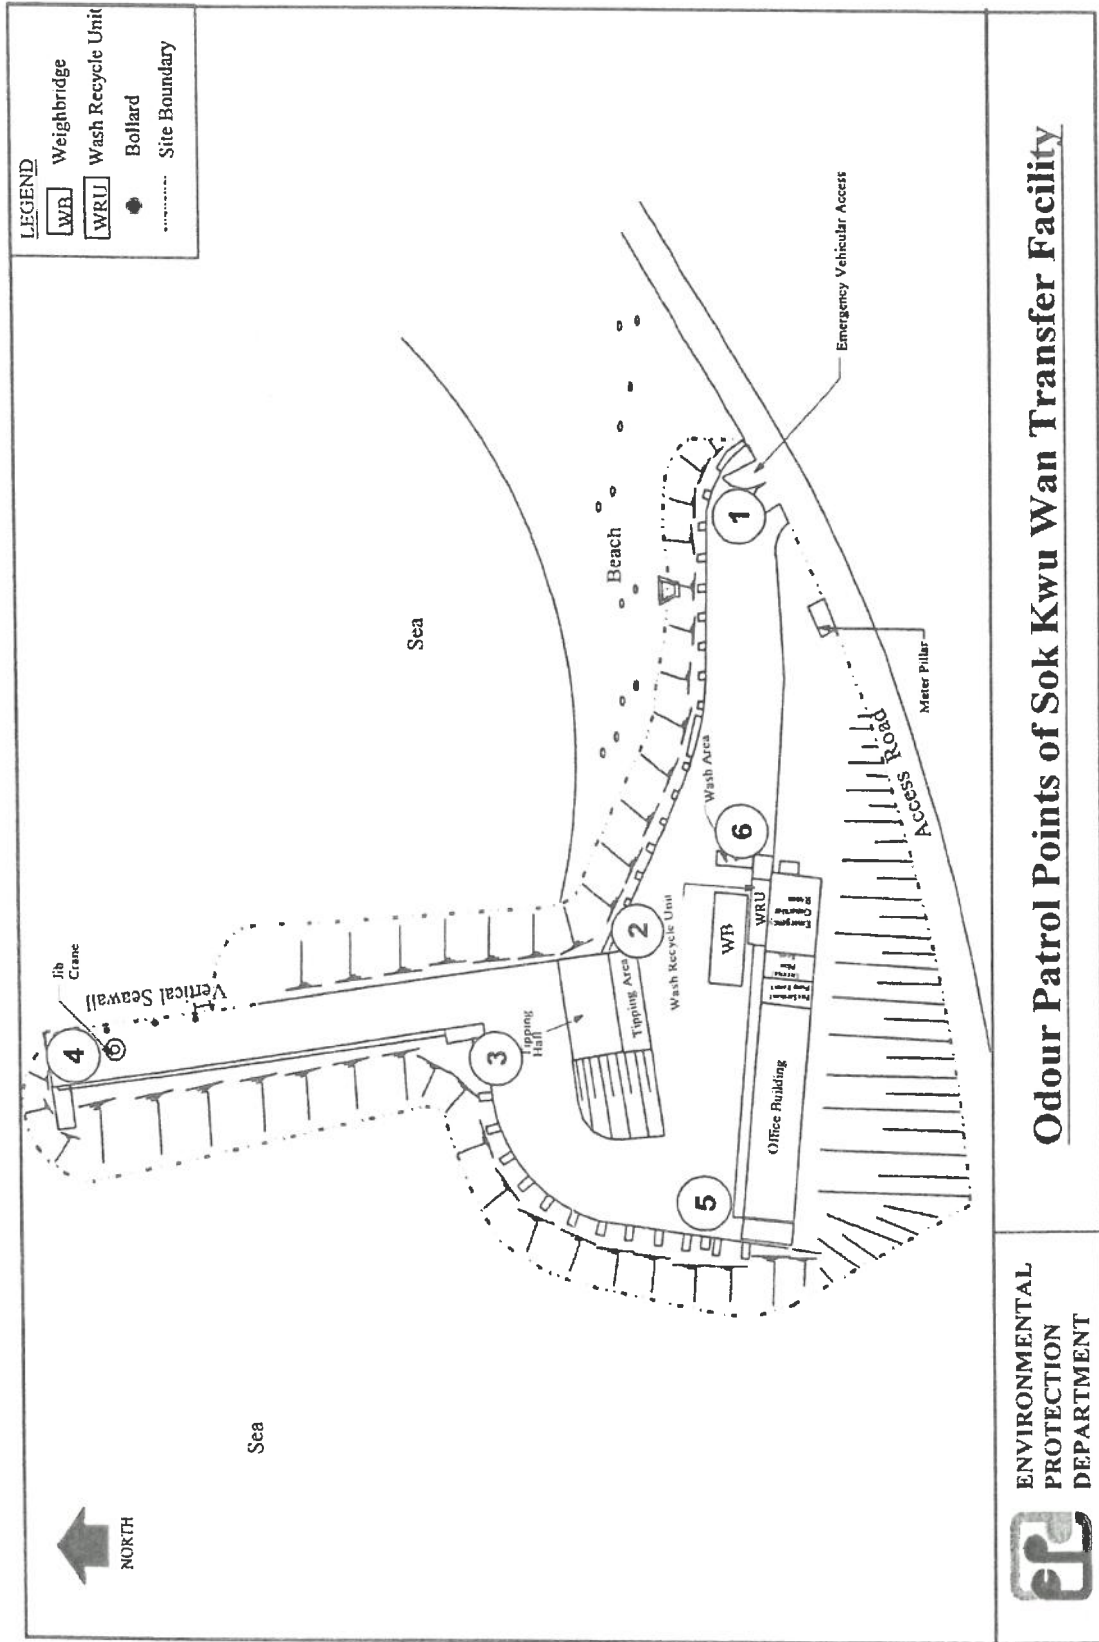 LEGEND
WB Weighbridge
WRU Wash Recycle Unit
Bollard
Site Boundary
NORTH
Sea
Sea
Beach
Jib
Crane
Vertical Seawall
4
3
2
1
6
5
Tipping
Hall
Tipping Area
Wash Recycle Unit
Wash Area
WB
WRU
Office Building
Access Road
Meter Pillar
Emergency Vehicular Access
ENVIRONMENTAL
PROTECTION
DEPARTMENT
Odour Patrol Points of Sok Kwu Wan Transfer Facility